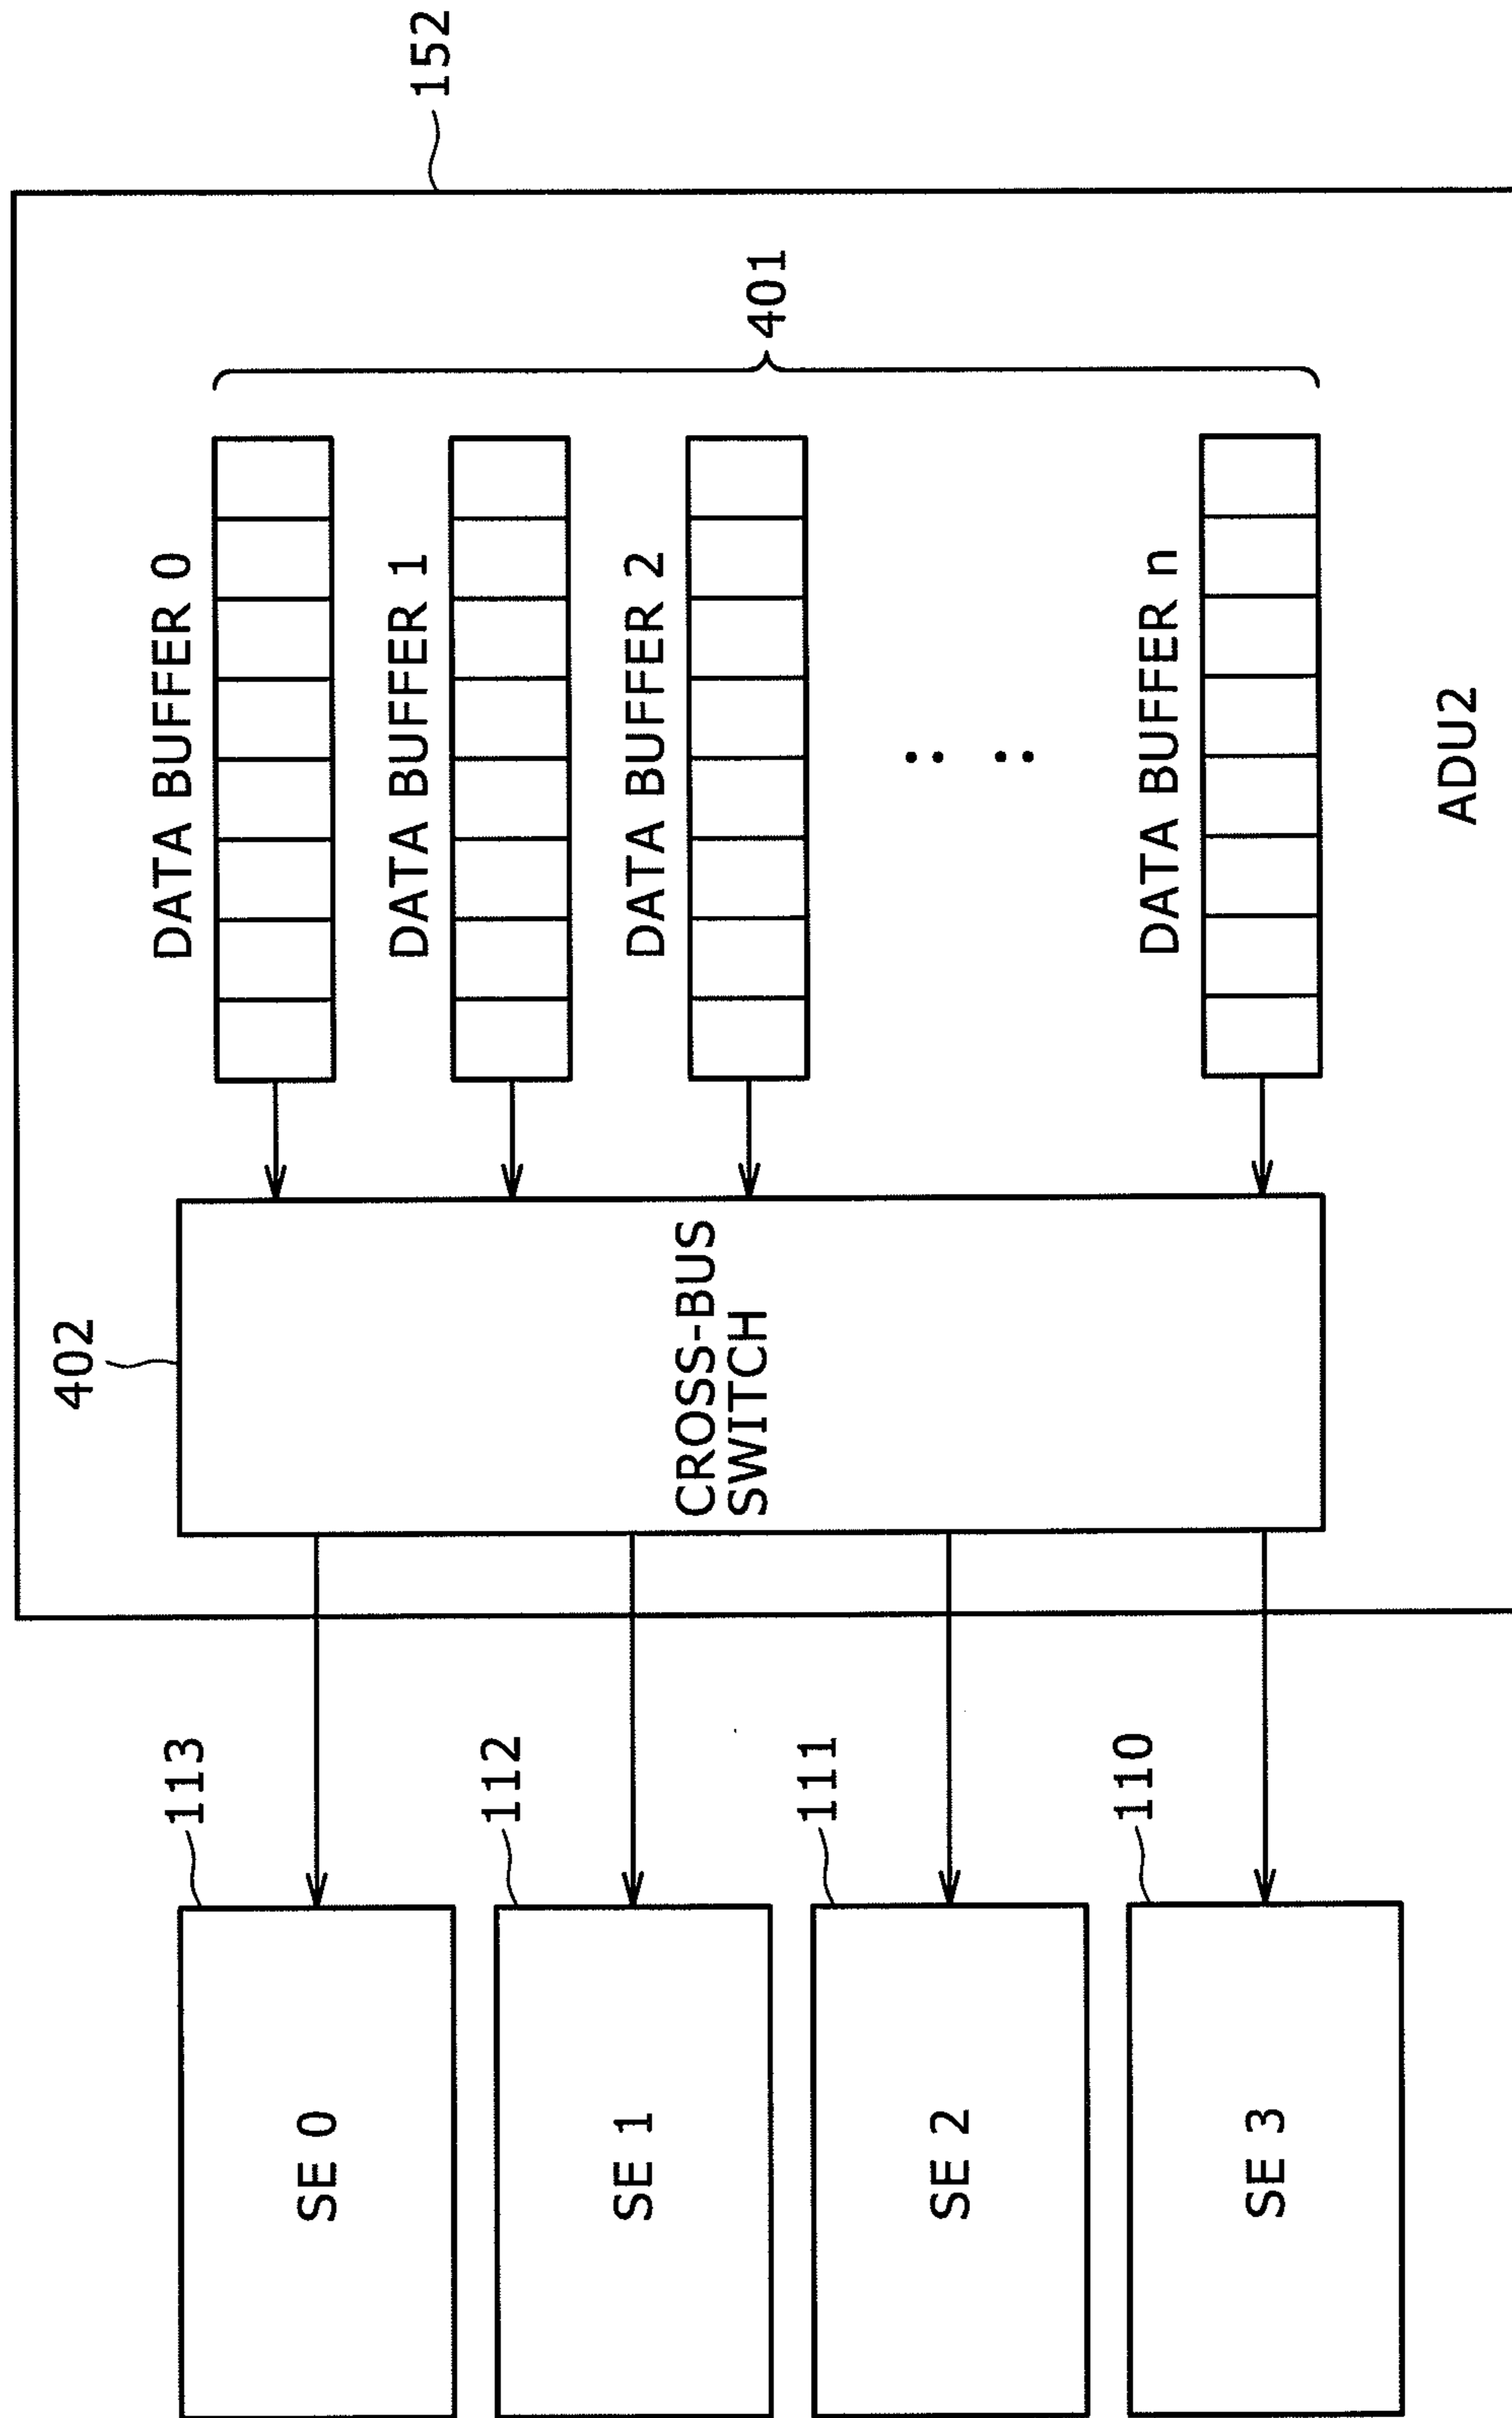 152
402
401
DATA BUFFER 0
DATA BUFFER 1
DATA BUFFER 2
DATA BUFFER n
CROSS-BUS
SWITCH
ADU2
113
SE 0
112
SE 1
111
SE 2
110
SE 3